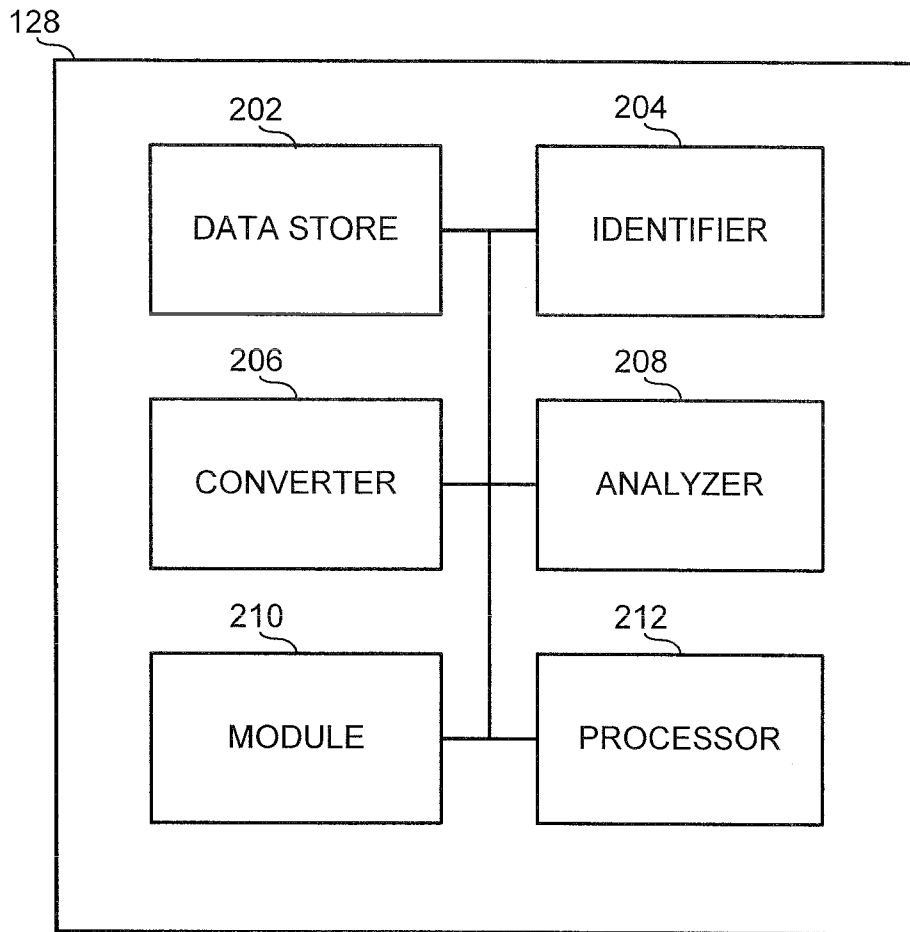 128
202
204
DATA STORE
IDENTIFIER
206
208
CONVERTER
ANALYZER
210
212
MODULE
PROCESSOR